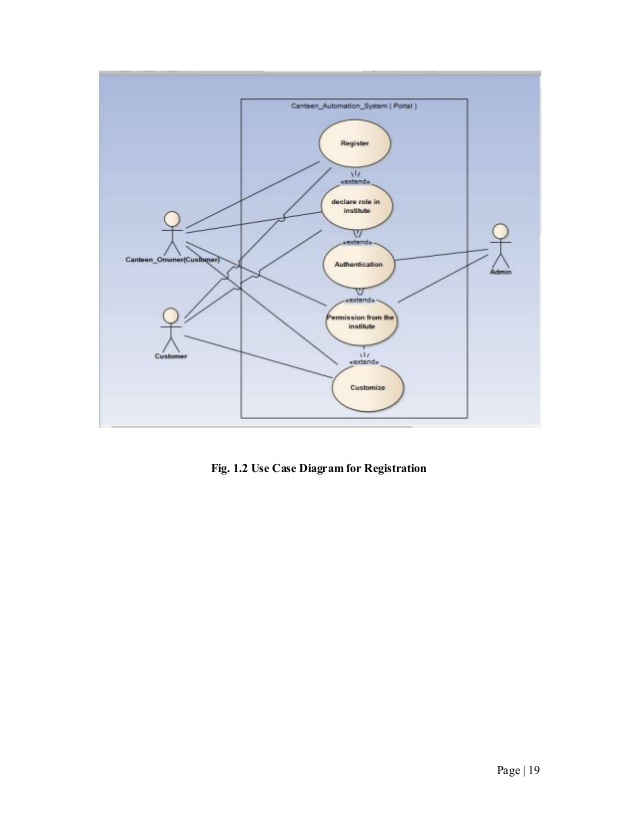 Canteen_Automation_System ( Portal )
Register
«extend»
declare role in
institute
«extend»
Authentication
«extend»
Permission from the
institute
«extend»
Customize
Canteen_Onwner(Customer)
Customer
Admin
Fig. 1.2 Use Case Diagram for Registration
Page | 19